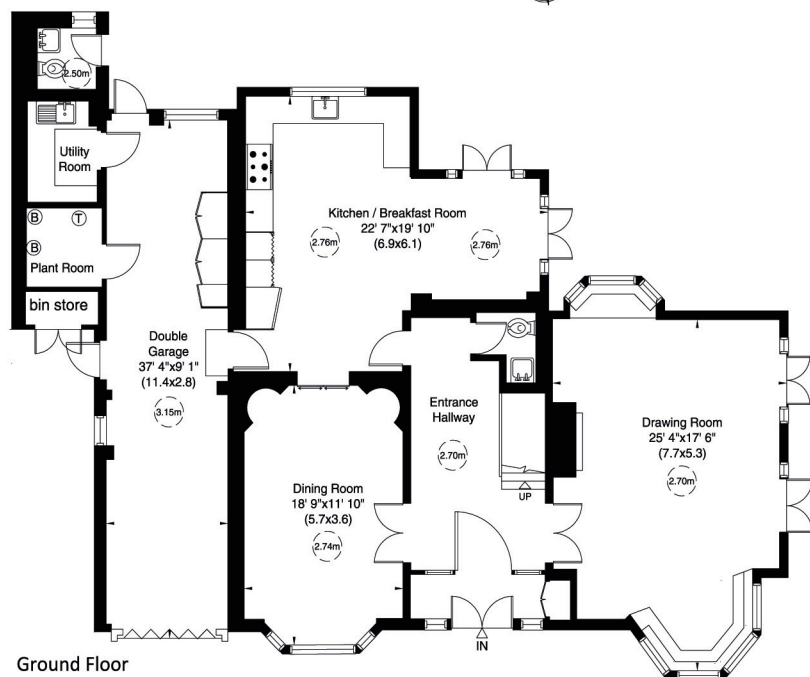 2.50m
Utility
Room
B
T
B
Plant Room
bin store
Double
Garage
37' 4"x9' 1"
(11.4x2.8)
3.15m
Kitchen / Breakfast Room
22' 7"x19' 10"
(6.9x6.1)
2.76m
2.76m
Entrance
Hallway
2.70m
UP
Dining Room
18' 9"x11' 10"
(5.7x3.6)
2.74m
Drawing Room
25' 4"x17' 6"
(7.7x5.3)
2.70m
IN
Ground Floor